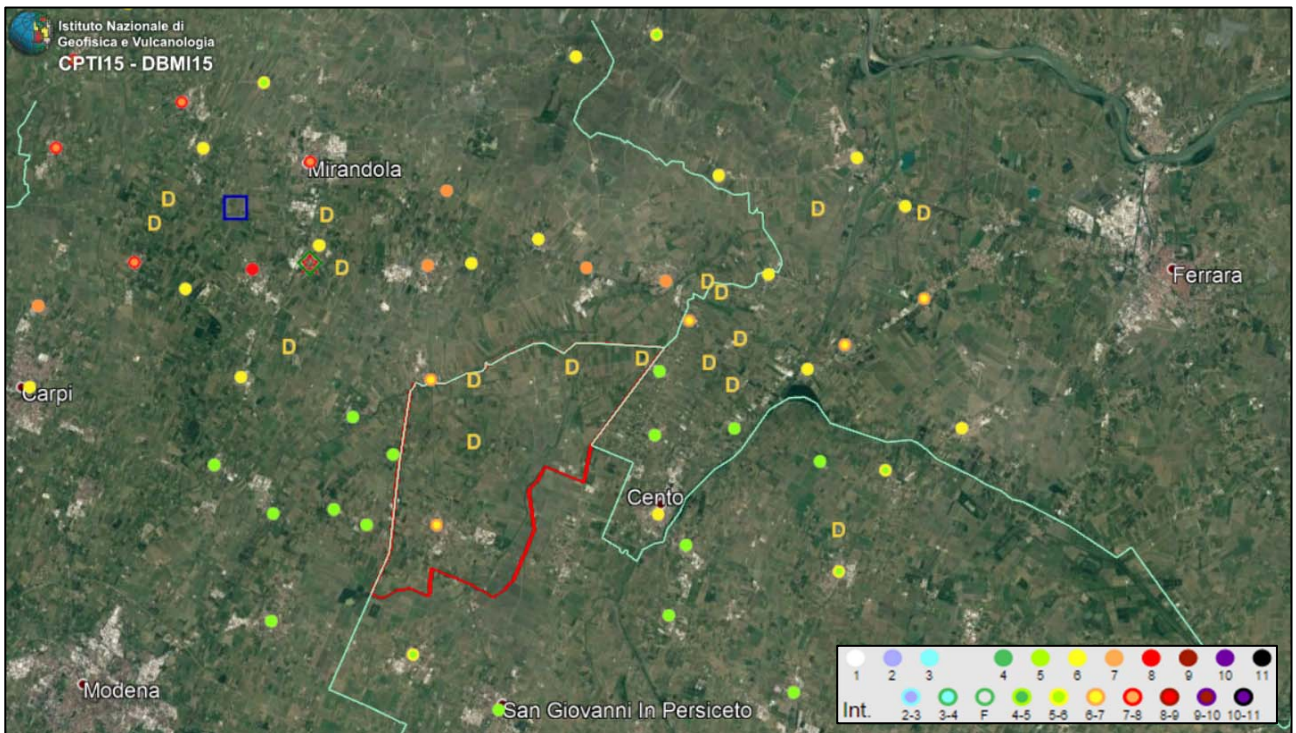 Istituto Nazionale di
Geofisica e Vulcanologia
CPTI15 - DBMI15
Mirandola
D
D
D
D
D
D
Ferrara
D
D
D
D
Carpi
D
D
D
D
D
D
Cento
D
Modena
San Giovanni In Persiceto
1 2 3 4 5 6 7 8 9 10 11
Int. 2-3 3-4 F 4-5 5-6 6-7 7-8 8-9 9-10 10-11